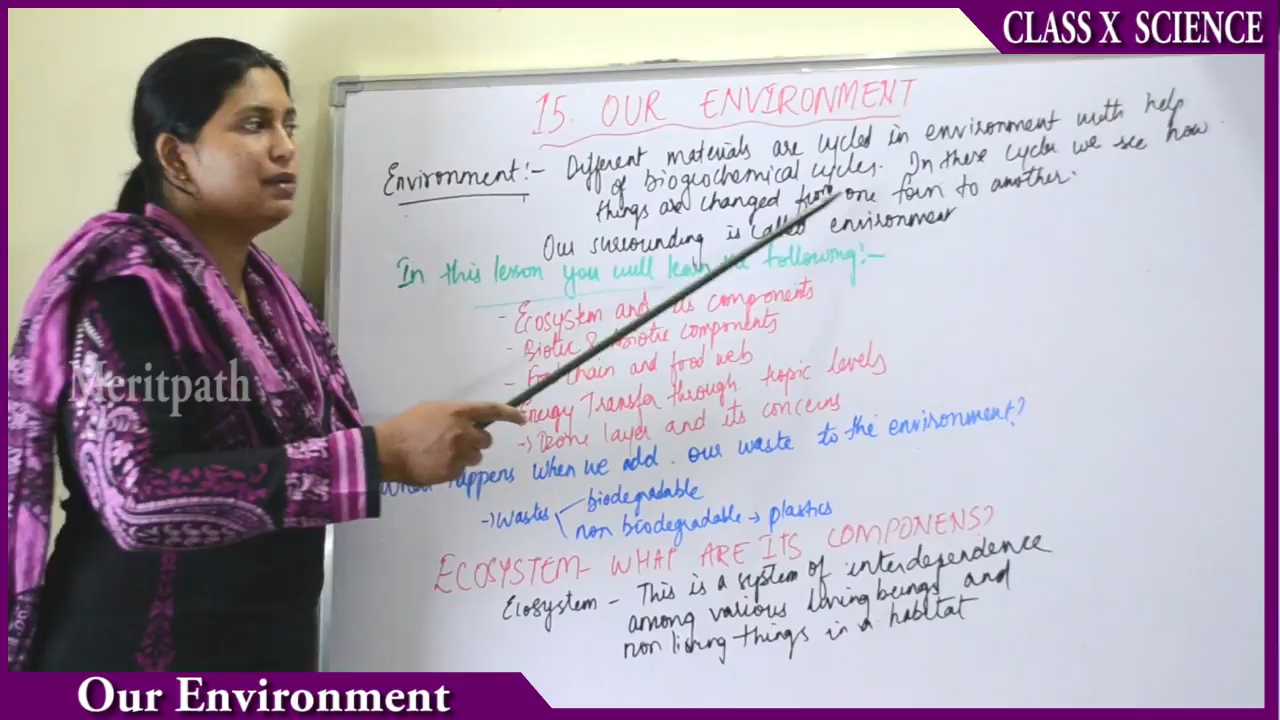 CLASS X SCIENCE
15. OUR ENVIRONMENT
Environment:- Different materials are cycled in environment with help
of biogeochemical cycles. In these cycles we see how
things are changed from one form to another.
Our surrounding is called environment
In this lesson you will learn the following:-
- Ecosystem and its components
- Biotic & abiotic components
- Food chain and food web
Energy Transfer through tropic levels
-> Ozone layer and its concerns
What happens when we add our waste to the environment?
-> Wastes biodegradable
non biodegradable -> plastics
ECOSYSTEM- WHAT ARE ITS COMPONENS?
Ecosystem - This is a system of interdependence
among various living beings and
non living things in a habitat
Meritpath
Our Environment